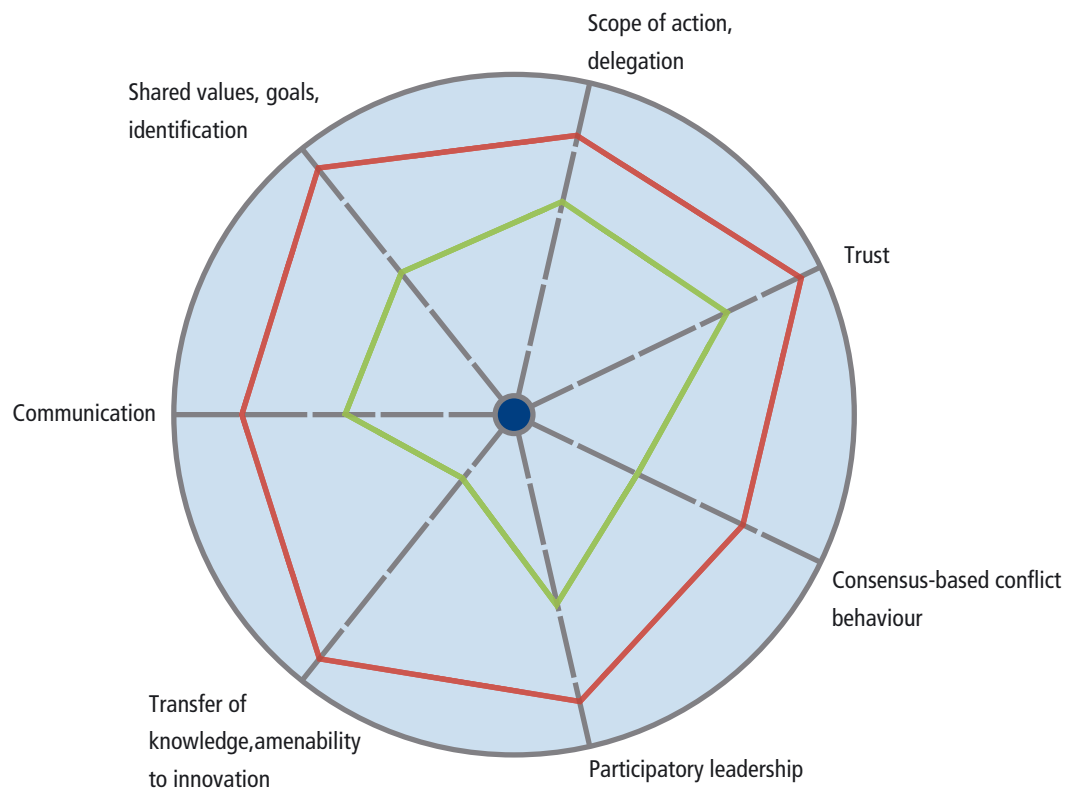 Scope of action,
delegation
Shared values, goals,
identification
Trust
Communication
Consensus-based conflict
behaviour
Transfer of
knowledge,amenability
to innovation
Participatory leadership